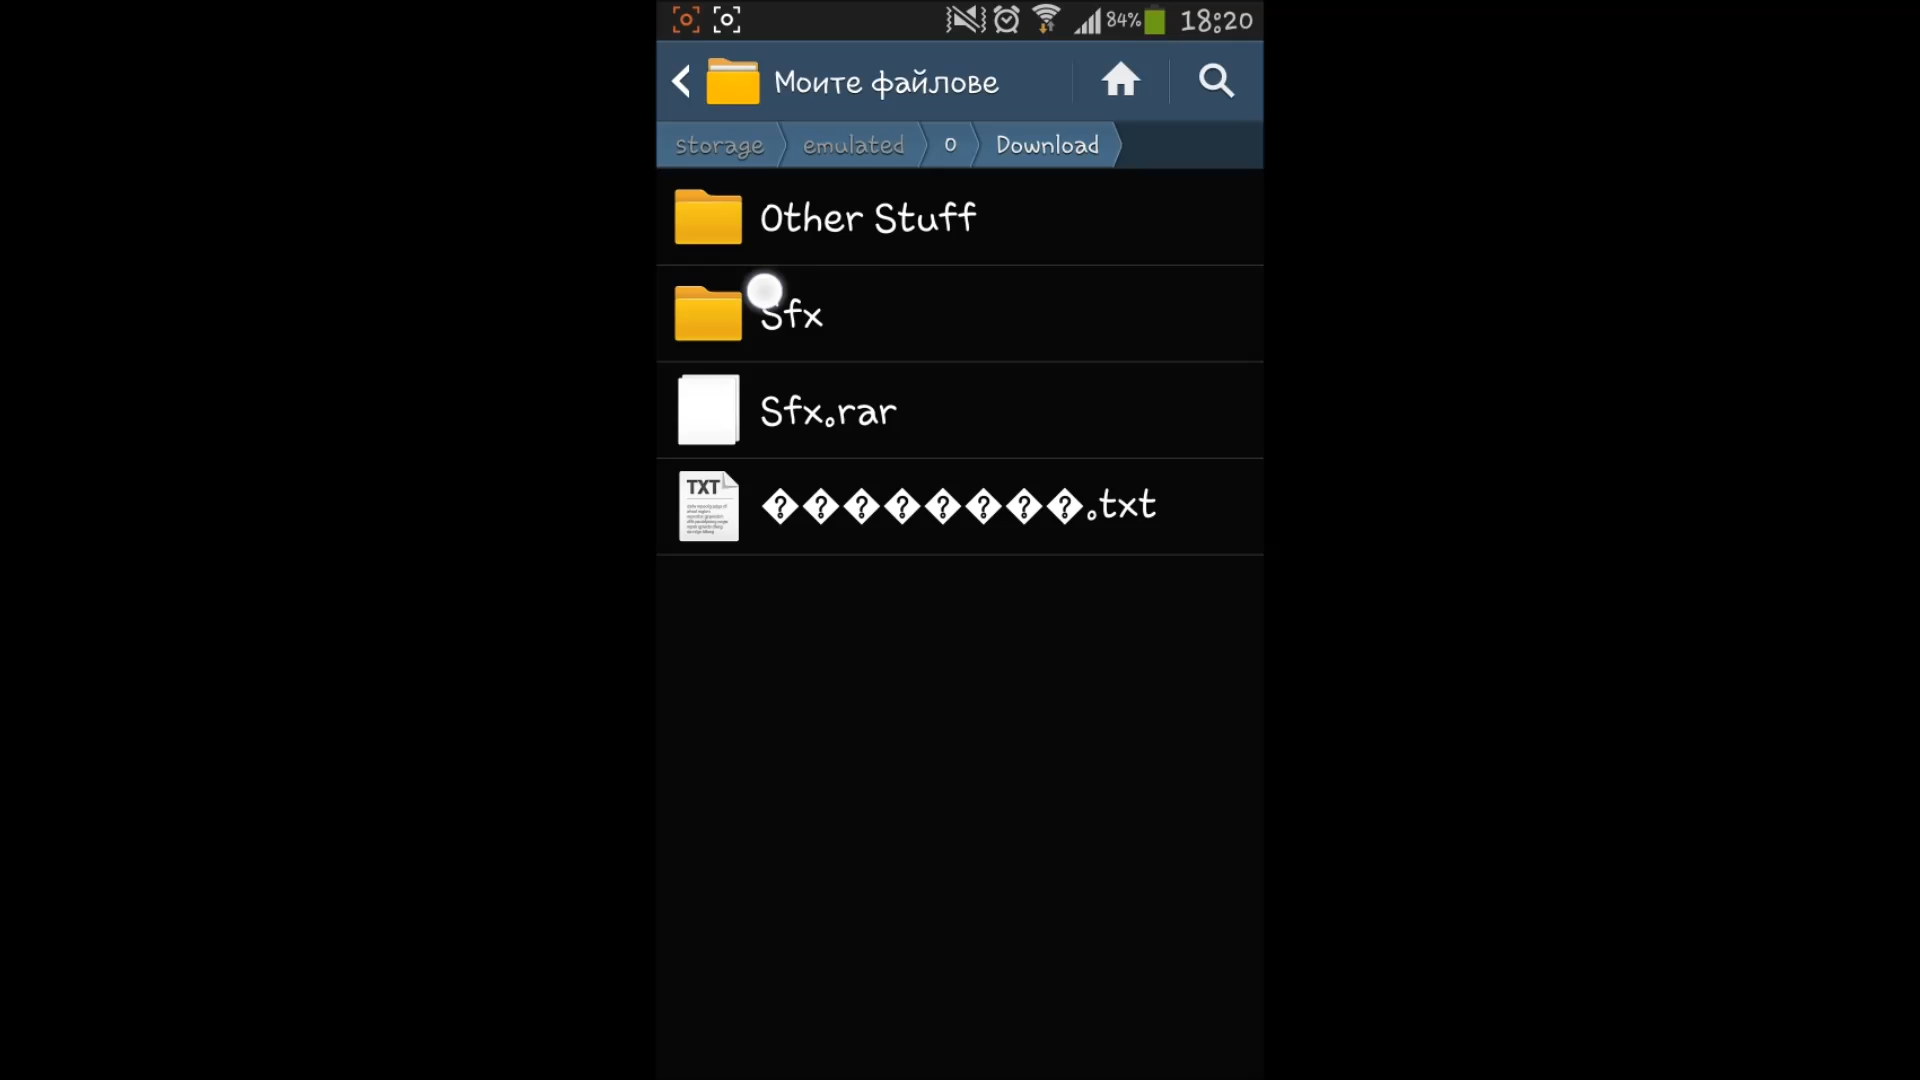 84% 18:20
Моите файлове
storage emulated 0 Download
Other Stuff
Sfx
Sfx.rar
TXT ��������.txt